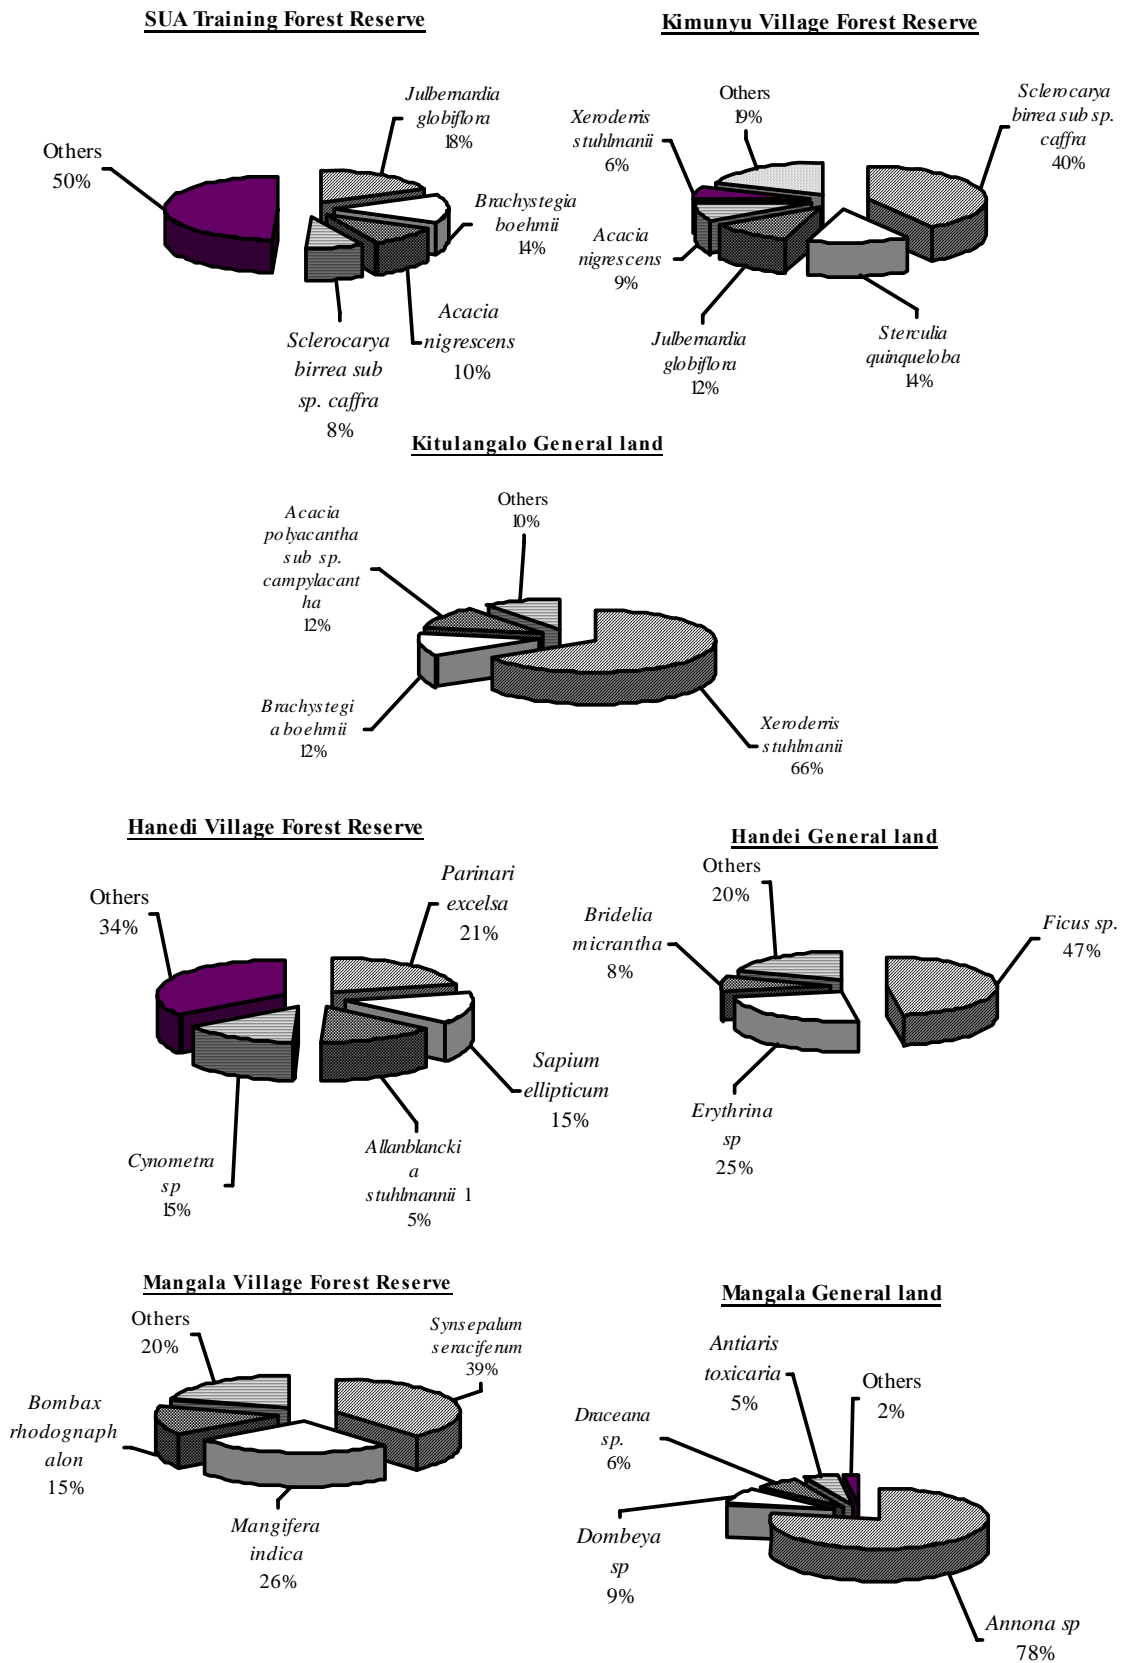 SUA Training Forest Reserve
Julbernardia
globiflora
18%
Others
50%
Brachystegia
boehmii
14%
Acacia
nigrescens
10%
Sclerocarya
birrea sub
sp. caffra
8%
Kimunyu Village Forest Reserve
Others
19%
Sclerocarya
birrea sub sp.
caffra
40%
Xeroderris
stuhlmanii
6%
Acacia
nigrescens
9%
Julbernardia
globiflora
12%
Sterculia
quinqueloba
14%
Kitulangalo General land
Others
10%
Acacia
polyacantha
sub sp.
campylacant
ha
12%
Brachystegi
a boehmii
12%
Xeroderris
stuhlmanii
66%
Hanedi Village Forest Reserve
Others
34%
Parinari
excelsa
21%
Sapium
ellipticum
15%
Allanblancki
a
stuhlmannii 1
5%
Cynometra
sp
15%
Handei General land
Others
20%
Bridelia
micrantha
8%
Ficus sp.
47%
Erythrina
sp
25%
Mangala Village Forest Reserve
Others
20%
Synsepalum
seraciferum
39%
Bombax
rhodognaph
alon
15%
Mangifera
indica
26%
Mangala General land
Antiaris
toxicaria
5%
Others
2%
Draceana
sp.
6%
Dombeya
sp
9%
Annona sp
78%